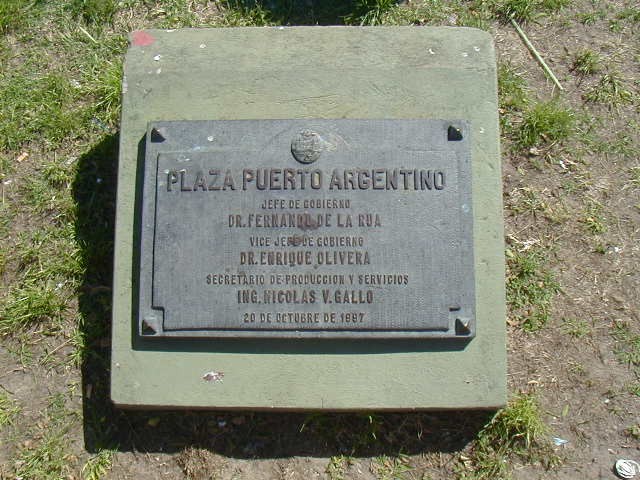 PLAZA PUERTO ARGENTINO
JEFE DE GOBIERNO
DR. FERNANDO DE LA RUA
VICE JEFE DE GOBIERNO
DR. ENRIQUE OLIVERA
SECRETARIO DE PRODUCCION Y SERVICIOS
ING. NICOLAS V. GALLO
20 DE OCTUBRE DE 1997